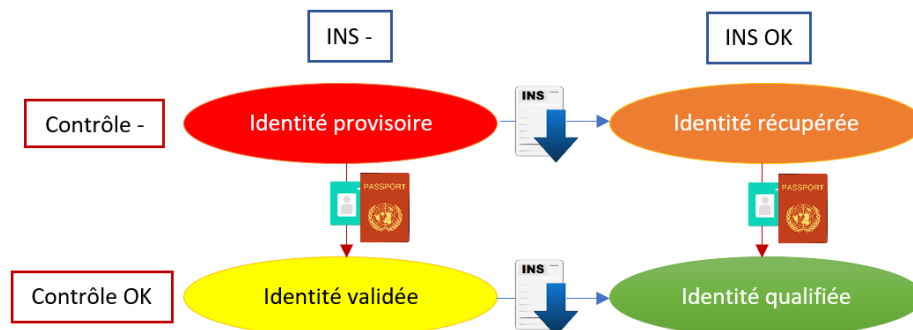 INS -
INS OK
Contrôle -
Identité provisoire
INS
Identité récupérée
PASSPORT
PASSPORT
Contrôle OK
Identité validée
INS
Identité qualifiée